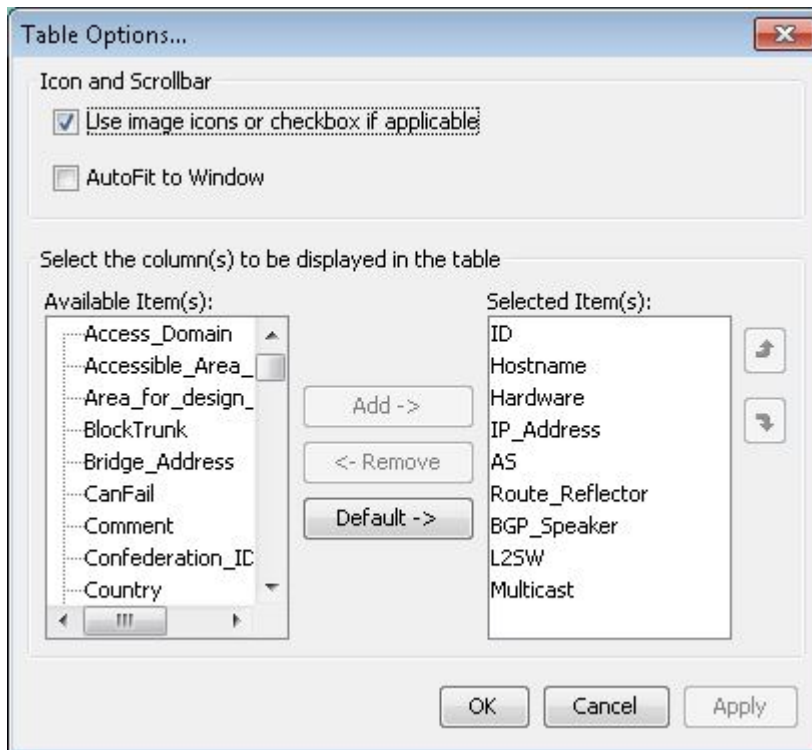 Table Options...
Icon and Scrollbar
Use image icons or checkbox if applicable
AutoFit to Window
Select the column(s) to be displayed in the table
Available Item(s):
Access_Domain
Accessible_Area_
Area_for_design_
BlockTrunk
Bridge_Address
CanFail
Comment
Confederation_ID
Country
Add ->
<- Remove
Default ->
Selected Item(s):
ID
Hostname
Hardware
IP_Address
AS
Route_Reflector
BGP_Speaker
L2SW
Multicast
OK
Cancel
Apply